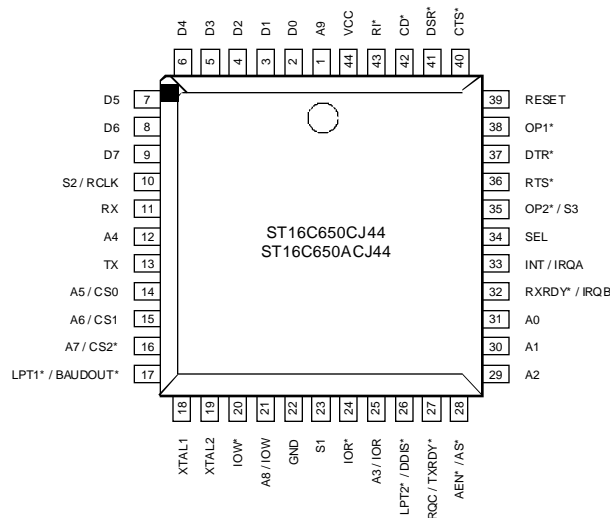 D4
D3
D2
D1
D0
A9
VCC
RI*
CD*
DSR*
CTS*
6
5
4
3
2
1
44
43
42
41
40
D5 7
D6 8
D7 9
S2 / RCLK 10
RX 11
A4 12
TX 13
A5 / CS0 14
A6 / CS1 15
A7 / CS2* 16
LPT1* / BAUDOUT* 17
ST16C650CJ44
ST16C650ACJ44
39 RESET
38 OP1*
37 DTR*
36 RTS*
35 OP2* / S3
34 SEL
33 INT / IRQA
32 RXRDY* / IRQB
31 A0
30 A1
29 A2
18
19
20
21
22
23
24
25
26
27
28
XTAL1
XTAL2
IOW*
A8 / IOW
GND
S1
IOR*
A3 / IOR
LPT2* / DDIS*
RQC / TXRDY*
AEN* / AS*